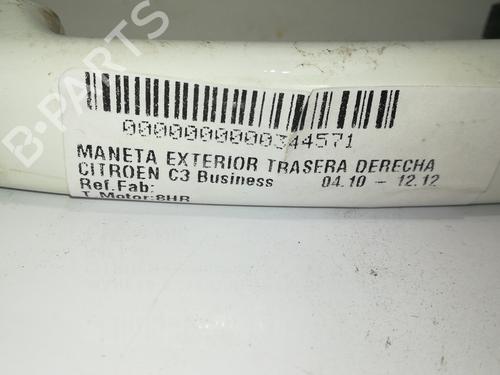 B-PARTS
0000000000344571
MANETA EXTERIOR TRASERA DERECHA
CITROEN C3 Business 04.10 - 12.12
Ref.Fab:
T.Motor:8HR